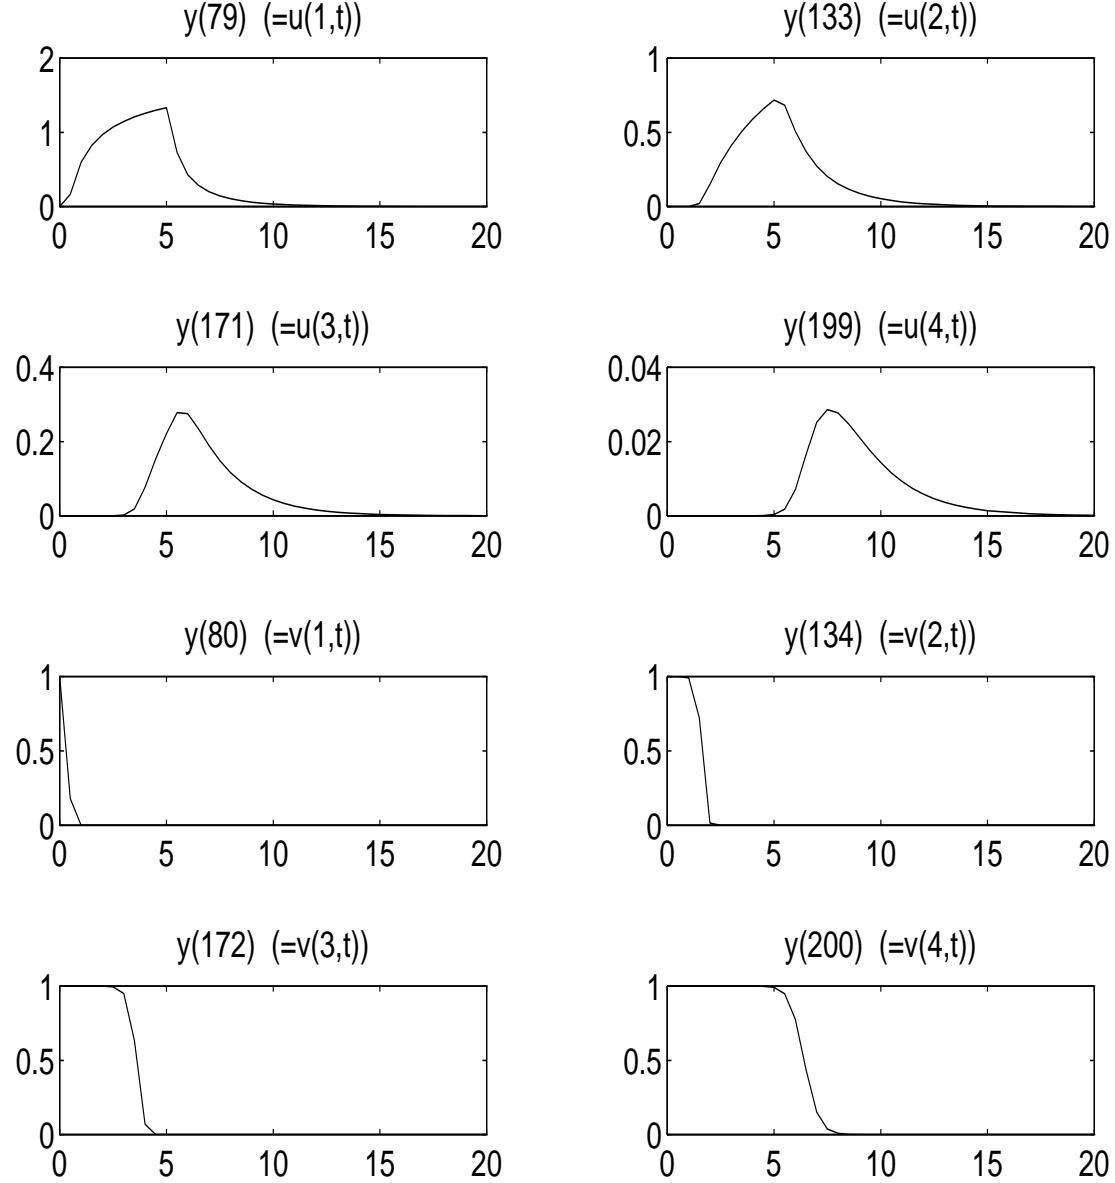 y(79) (=u(1,t))
2
1
0
0 5 10 15 20
y(133) (=u(2,t))
1
0.5
0
0 5 10 15 20
y(171) (=u(3,t))
0.4
0.2
0
0 5 10 15 20
y(199) (=u(4,t))
0.04
0.02
0
0 5 10 15 20
y(80) (=v(1,t))
1
0.5
0
0 5 10 15 20
y(134) (=v(2,t))
1
0.5
0
0 5 10 15 20
y(172) (=v(3,t))
1
0.5
0
0 5 10 15 20
y(200) (=v(4,t))
1
0.5
0
0 5 10 15 20